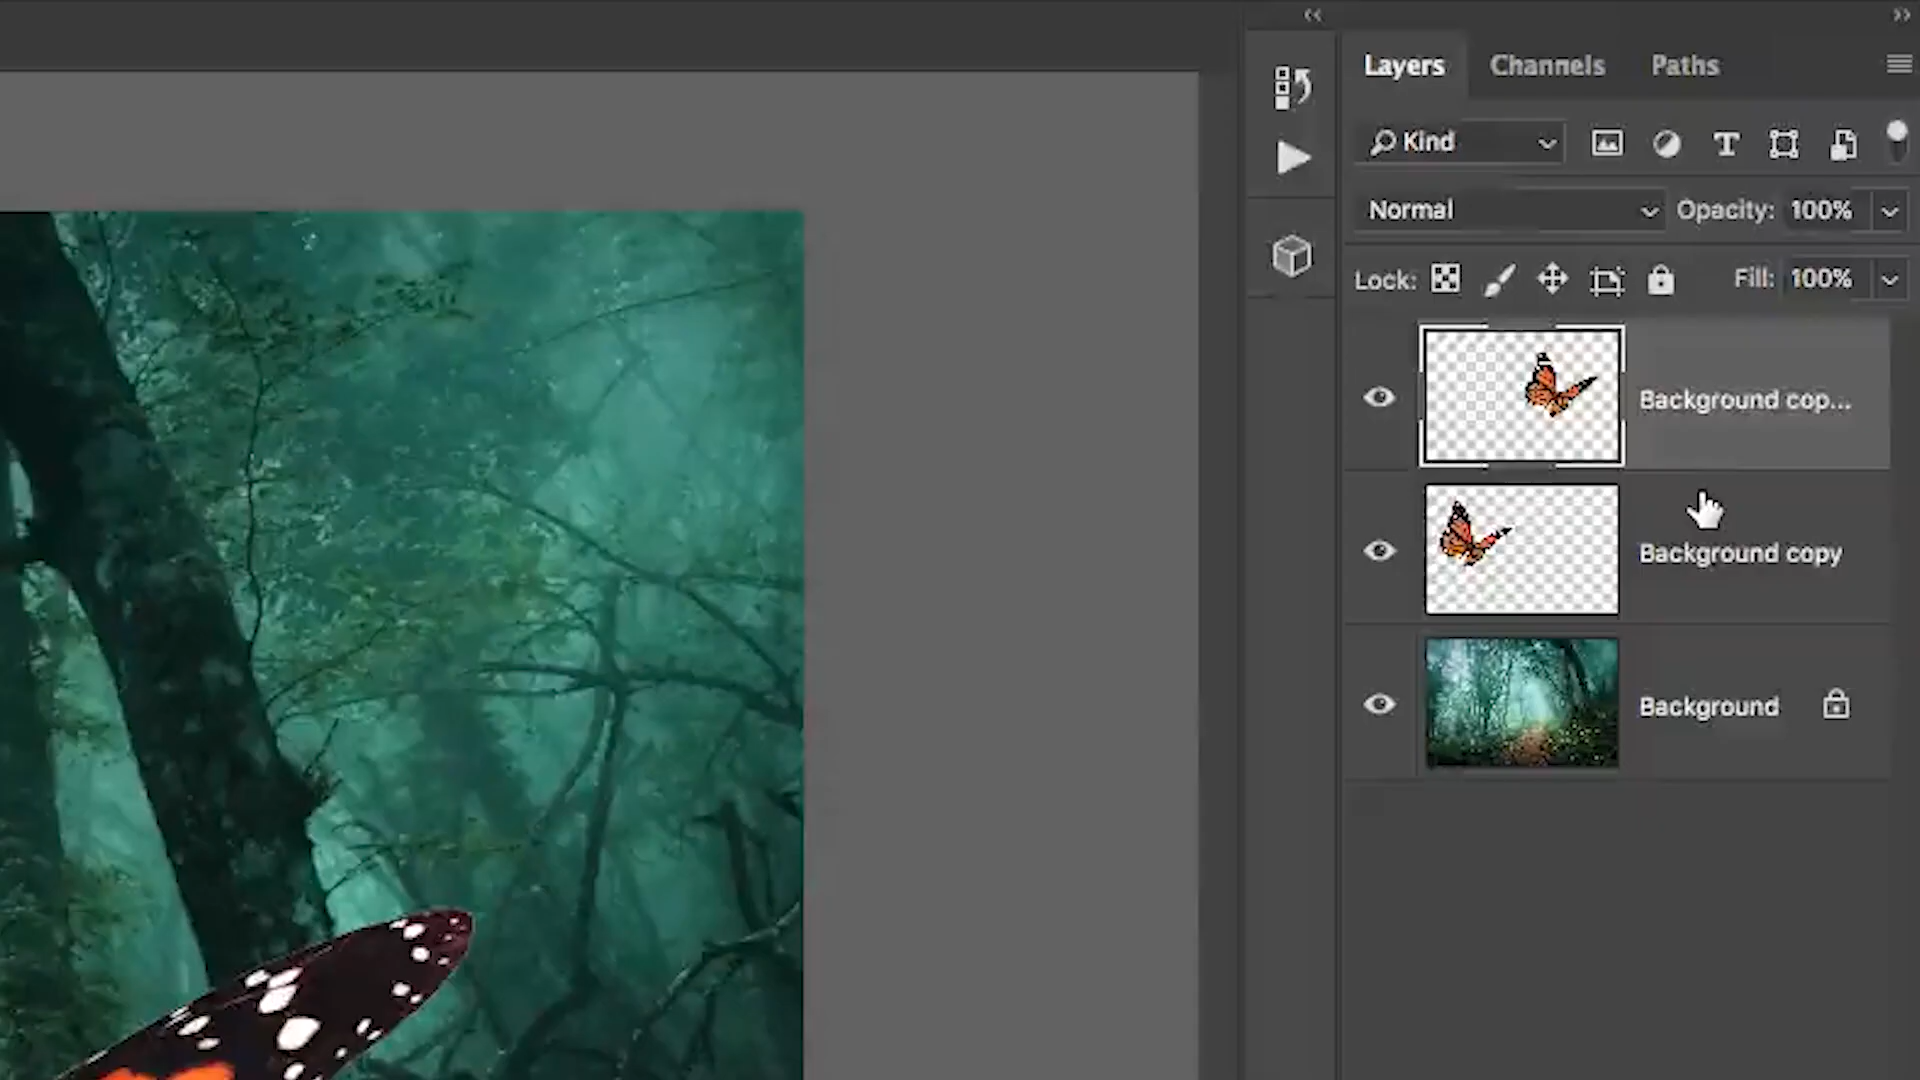 Layers Channels Paths
Kind
Normal Opacity: 100%
Lock: Fill: 100%
Background cop...
Background copy
Background